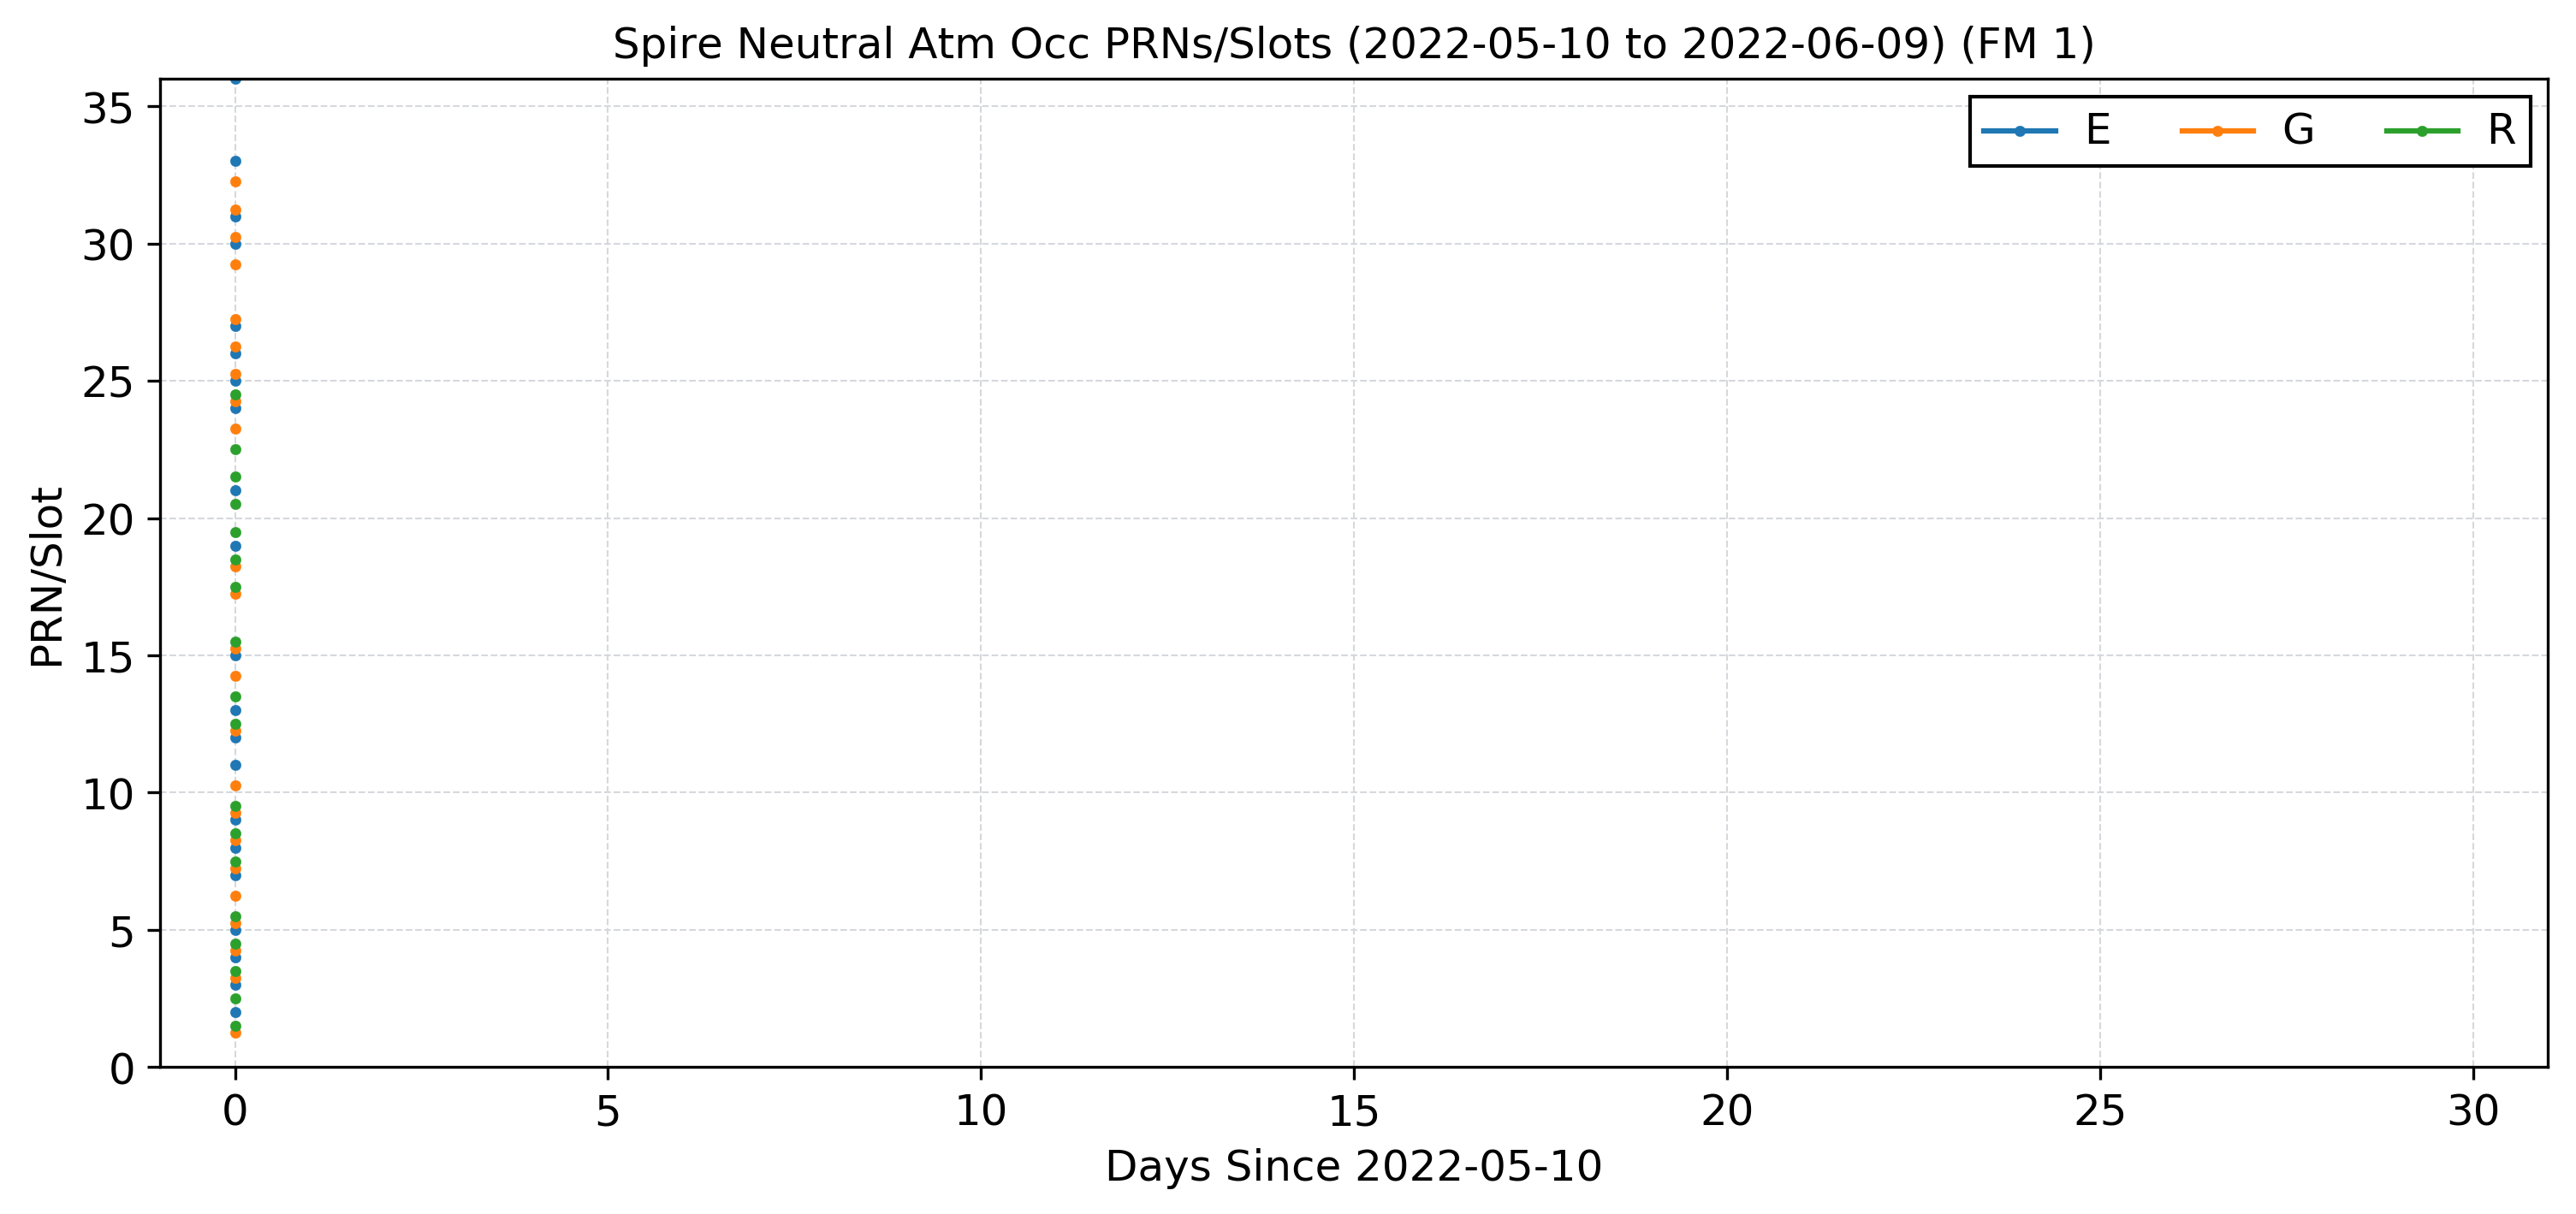 Spire Neutral Atm Occ PRNs/Slots (2022-05-10 to 2022-06-09) (FM 1)
E G R
35
30
25
20
15
10
5
0
PRN/Slot
0 5 10 15 20 25 30
Days Since 2022-05-10